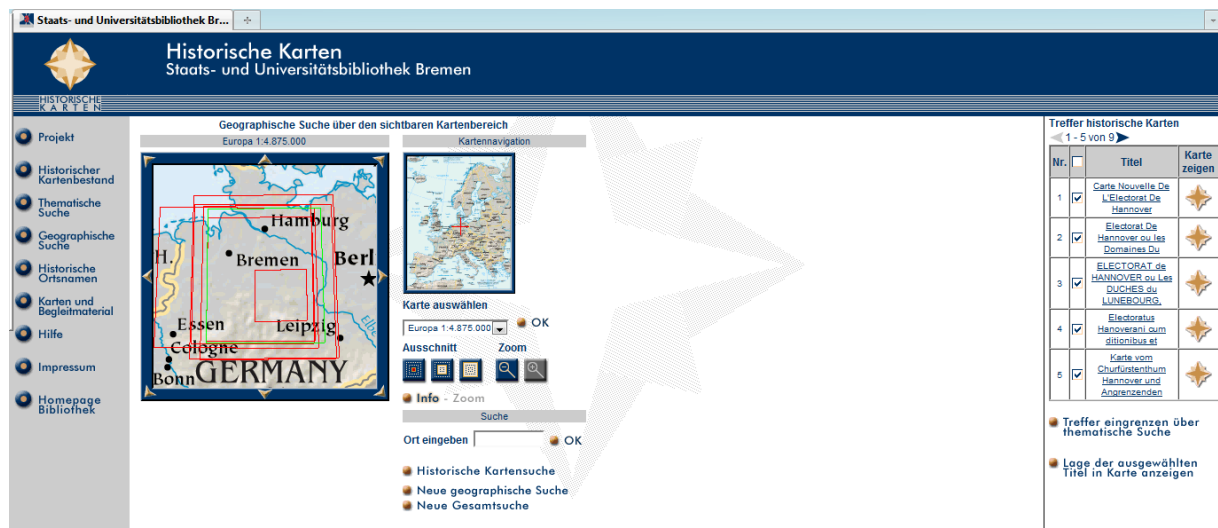 Staats- und Universitätsbibliothek Br...
Historische Karten
Staats- und Universitätsbibliothek Bremen
HISTORISCHE
KARTEN
Projekt
Historischer
Kartenbestand
Thematische
Suche
Geographische
Suche
Historische
Ortsnamen
Karten und
Begleitmaterial
Hilfe
Impressum
Homepage
Bibliothek
Geographische Suche über den sichtbaren Kartenbereich
Europa 1:4.875.000
Hamburg
H.
Bremen
Berl
Essen
Leipzig
Elbe
Cologne
Bonn
GERMANY
Kartennavigation
Karte auswählen
Europa 1:4.875.000
OK
Ausschnitt Zoom
Info - Zoom
Suche
Ort eingeben OK
Historische Kartensuche
Neue geographische Suche
Neue Gesamtsuche
Treffer historische Karten
1 - 5 von 9
Nr. Titel Karte
zeigen
1 Carte Nouvelle De
L'Electorat De
Hannover
2 Electorat De
Hannover ou les
Domaines Du
3 ELECTORAT de
HANNOVER ou Les
DUCHES du
LUNEBOURG,
4 Electoratus
Hanoverani cum
ditionibus et
5 Karte vom
Churfürstenthum
Hannover und
Angrenzenden
Treffer eingrenzen über
thematische Suche
Lage der ausgewählten
Titel in Karte anzeigen